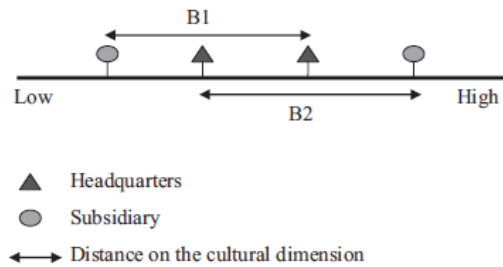 B1
Low
High
B2
Headquarters
Subsidiary
Distance on the cultural dimension